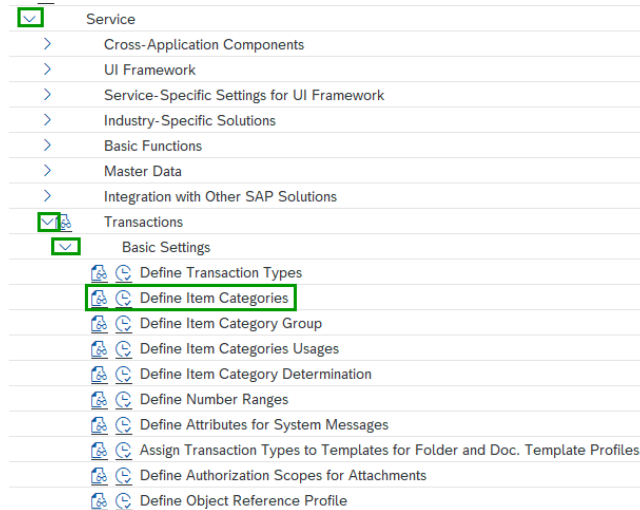 Service
Cross-Application Components
UI Framework
Service-Specific Settings for UI Framework
Industry-Specific Solutions
Basic Functions
Master Data
Integration with Other SAP Solutions
Transactions
Basic Settings
Define Transaction Types
Define Item Categories
Define Item Category Group
Define Item Categories Usages
Define Item Category Determination
Define Number Ranges
Define Attributes for System Messages
Assign Transaction Types to Templates for Folder and Doc. Template Profiles
Define Authorization Scopes for Attachments
Define Object Reference Profile